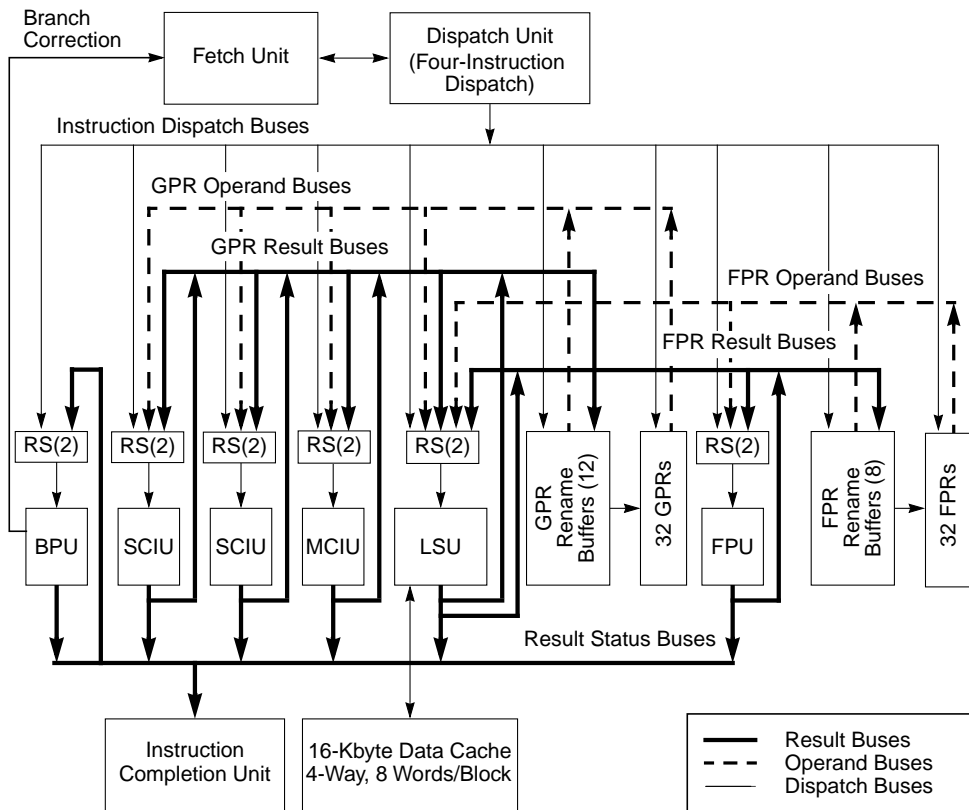 Branch
Correction
Fetch Unit
Dispatch Unit
(Four-Instruction
Dispatch)
Instruction Dispatch Buses
GPR Operand Buses
GPR Result Buses
FPR Operand Buses
FPR Result Buses
RS(2)
RS(2)
RS(2)
RS(2)
RS(2)
RS(2)
BPU
SCIU
SCIU
MCIU
LSU
GPR
Rename
Buffers (12)
32 GPRs
FPU
FPR
Rename
Buffers (8)
32 FPRs
Result Status Buses
Instruction
Completion Unit
16-Kbyte Data Cache
4-Way, 8 Words/Block
Result Buses
Operand Buses
Dispatch Buses